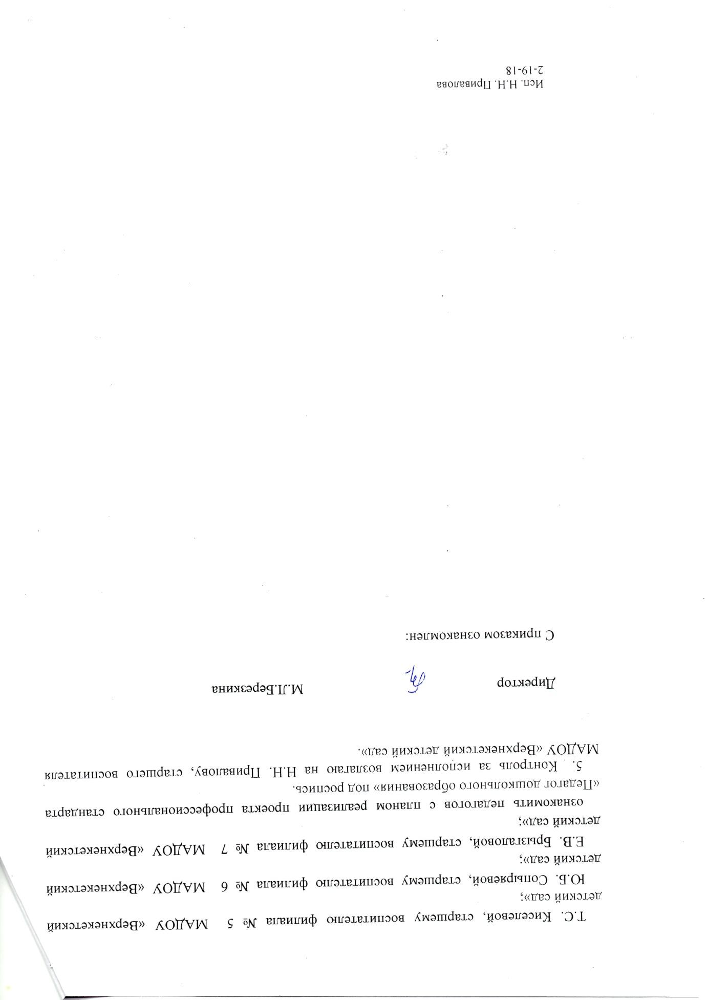 Т.С. Киселевой, старшему воспитателю филиала № 5 МАДОУ «Верхнекетский
детский сад»;
Ю.Б. Сопыряевой, старшему воспитателю филиала № 6 МАДОУ «Верхнекетский
детский сад»;
Е.В. Брызгаловой, старшему воспитателю филиала № 7 МАДОУ «Верхнекетский
детский сад»;
ознакомить педагогов с планом реализации проекта профессионального стандарта
«Педагог дошкольного образования» под роспись.
5. Контроль за исполнением возлагаю на Н.Н. Привалову, старшего воспитателя
МАДОУ «Верхнекетский детский сад».
Директор М.Л.Березкина
С приказом ознакомлен:
Исп. Н.Н. Привалова
2-19-18